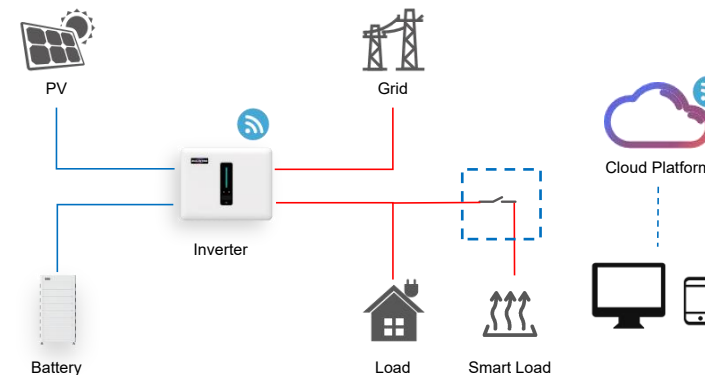 PV
Grid
Cloud Platform
Inverter
Battery
Load
Smart Load